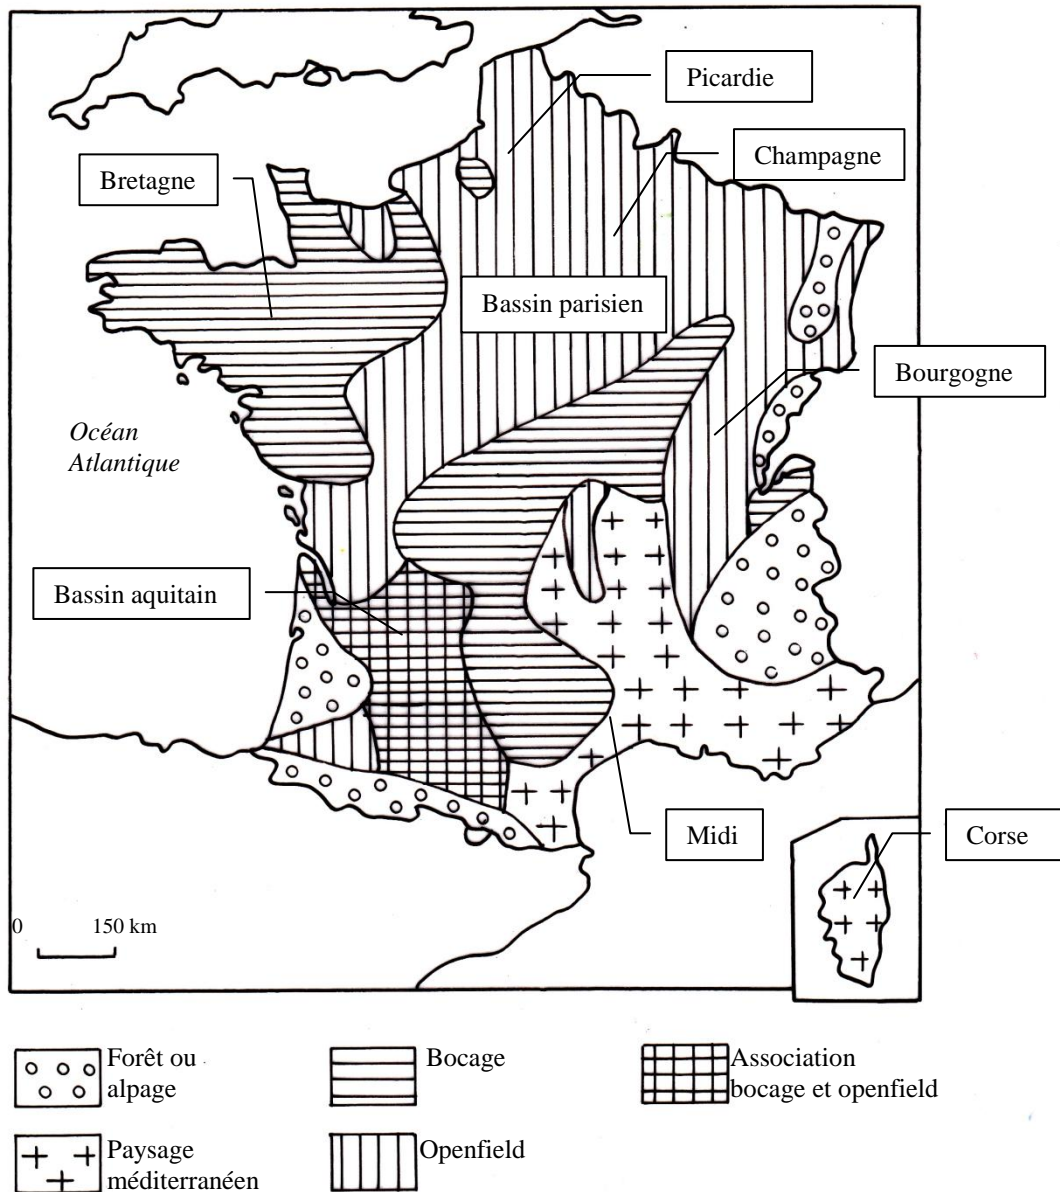 Picardie
Champagne
Bretagne
Bassin parisien
Bourgogne
Océan
Atlantique
Bassin aquitain
Midi
Corse
0 150 km
Forêt ou
alpage
Bocage
Association
bocage et openfield
Paysage
méditerranéen
Openfield